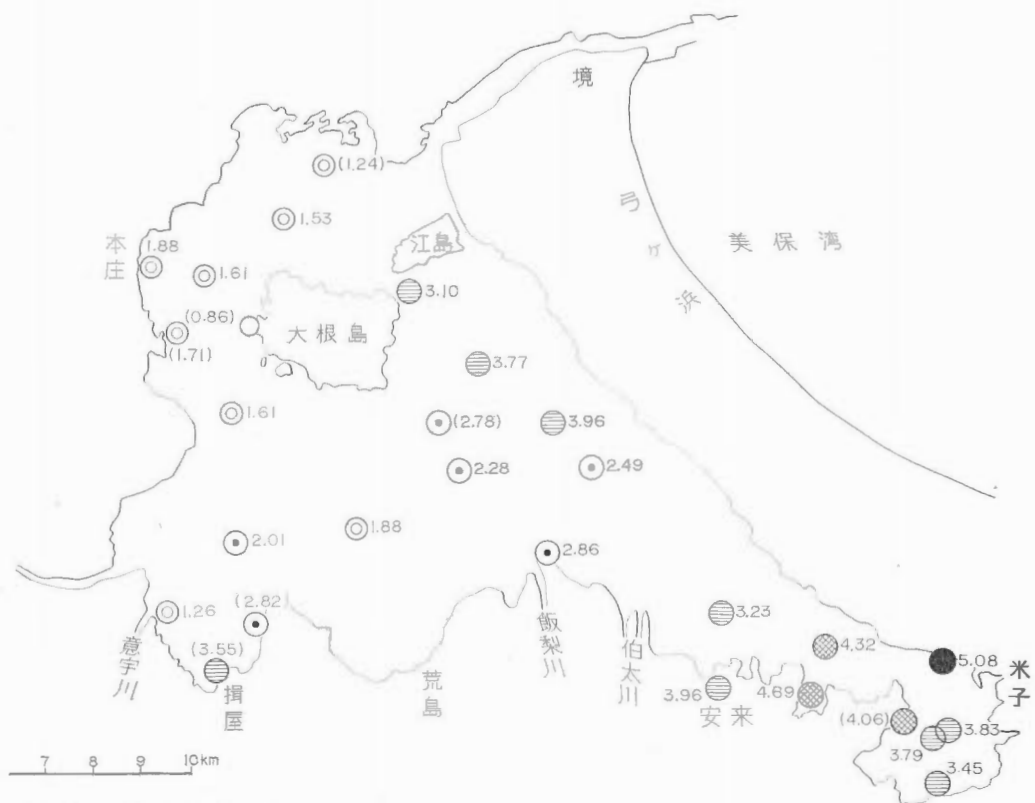 境
(1.24)
弓ヶ浜
1.53
美保湾
江島
本庄
1.88
1.61
3.10
(0.86)
大根島
(1.71)
3.77
1.61
(2.78)
3.96
2.28
2.49
1.88
2.01
2.86
(2.82)
1.26
3.23
意宇川
飯梨川
伯太川
4.32
(3.55)
5.08
米子
揖屋
荒島
3.96
安来
4.69
(4.06)
3.83
3.79
3.45
7 8 9 10km